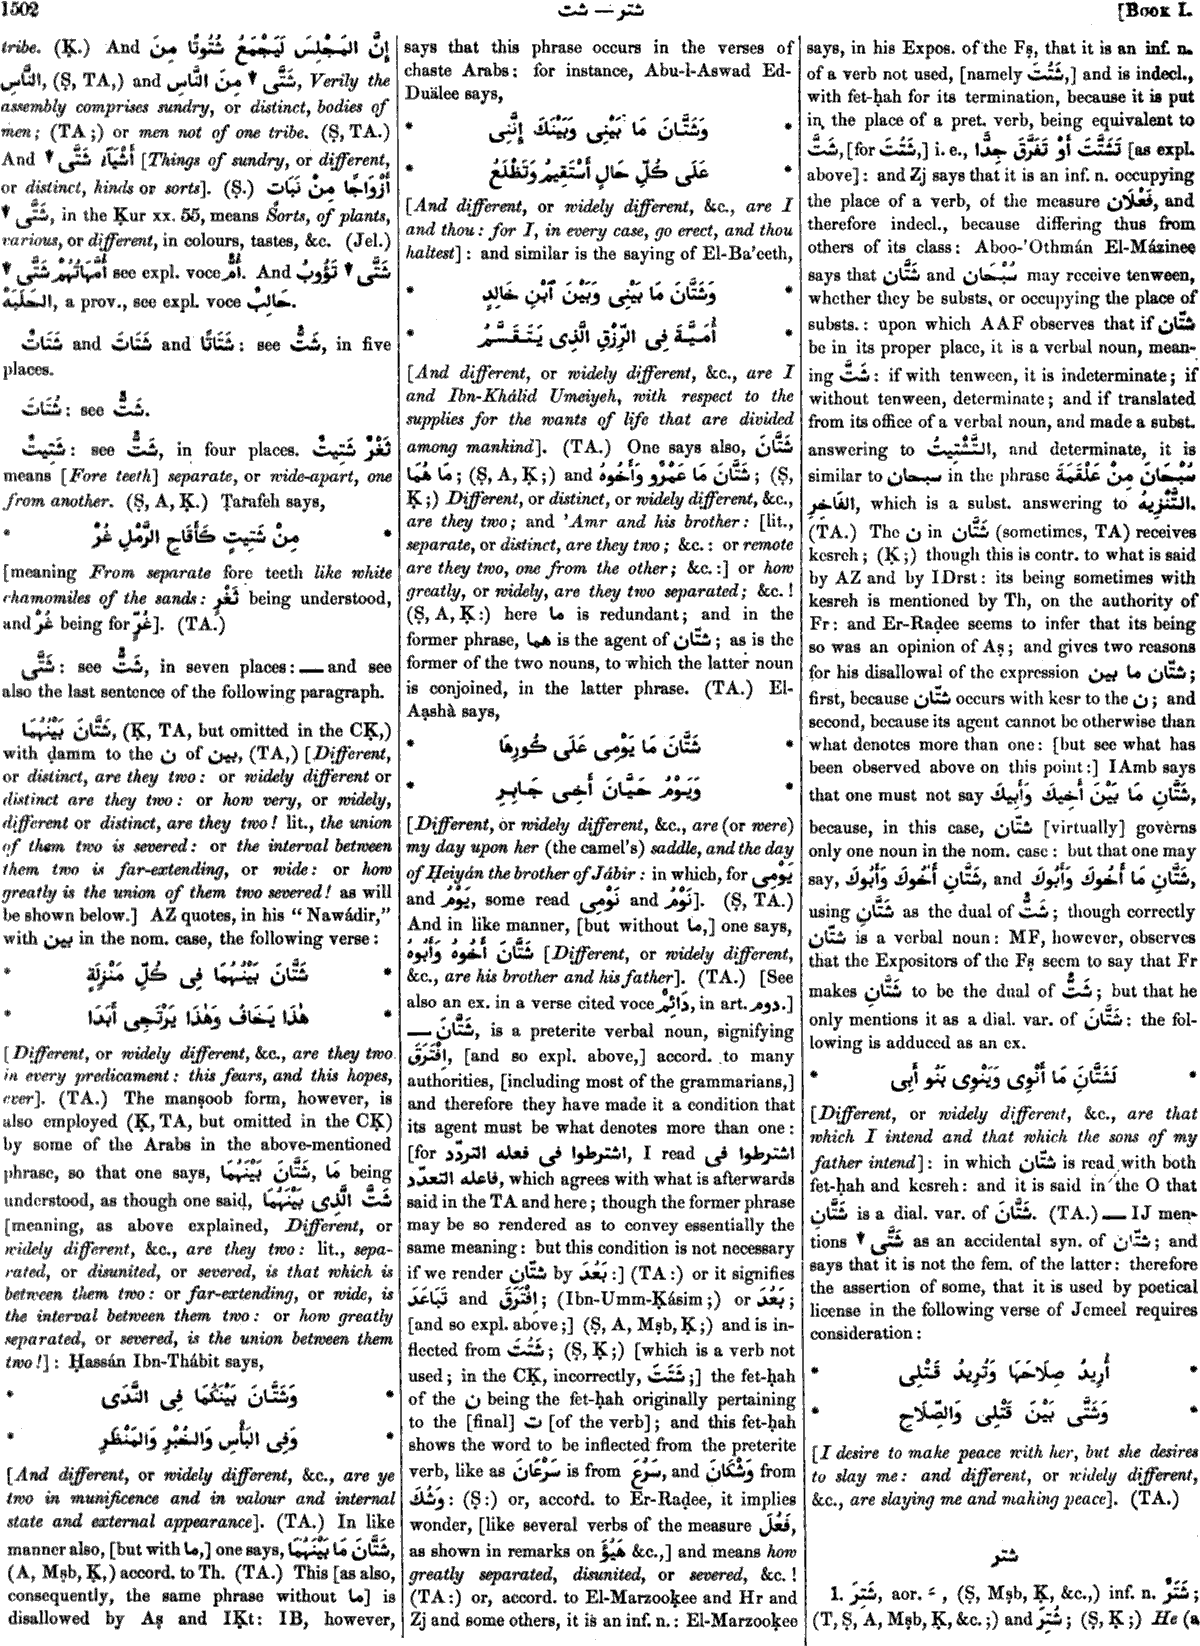 1502
شت — شتر
[BOOK I.
tribe. (Ḳ.) And إِنَّ المَجْلِسَ لَيَجْمَعُ شُتُوتًا مِنَ
النَّاسِ, (Ṣ, TA,) and شَتَّى▼ مِنَ النَّاسِ, Verily the
assembly comprises sundry, or distinct, bodies of
men; (TA;) or men not of one tribe. (Ṣ, TA.)
And أَشْيَآءُ شَتَّى▼ [Things of sundry, or different,
or distinct, kinds or sorts]. (Ṣ.) أَزْوَاجًا مِنْ نَبَاتٍ
شَتَّى▼, in the Ḳur xx. 55, means Sorts, of plants,
various, or different, in colours, tastes, &c. (Jel.)
أُمَّهَاتُهُمْ شَتَّى▼ see expl. voce أُمٌّ. And شَتَّى▼ تَؤُوبُ
الحَلَبَةْ, a prov., see expl. voce حَالِبٌ.
شَتَاتٌ and شَتَاتَ and شَتَاتًا: see شَتٌّ, in five
places.
شُتَاتَ: see شَتٌّ.
شَتِيتٌ: see شَتٌّ, in four places. ثَغْرٌ شَتِيتٌ
means [Fore teeth] separate, or wide-apart, one
from another. (Ṣ, A, Ḳ.) Ṭarafeh says,
* مِنْ شَتِيتٍ كَأَقَاحِ الرَّمْلِ غُرْ *
[meaning From separate fore teeth like white
chamomiles of the sands: ثَغْرٍ being understood,
and غُرْ being for غُرٍّ]. (TA.)
شَتَّى: see شَتٌّ, in seven places: — and see
also the last sentence of the following paragraph.
شَتَّانَ بَيْنُهُمَا, (Ḳ, TA, but omitted in the CḲ,)
with ḍamm to the ن of بين, (TA,) [Different,
or distinct, are they two: or widely different or
distinct are they two: or how very, or widely,
different or distinct, are they two! lit., the union
of them two is severed: or the interval between
them two is far-extending, or wide: or how
greatly is the union of them two severed! as will
be shown below.] AZ quotes, in his “Nawádir,”
with بين in the nom. case, the following verse:
* شَتَّانَ بَيْنُهُمَا فِى كُلِّ مَنْزِلَةٍ *
* هٰذَا يَخَافُ وَهٰذَا يَرْتَجِى أَبَدَا *
[Different, or widely different, &c., are they two
in every predicament: this fears, and this hopes,
ever]. (TA.) The manṣoob form, however, is
also employed (Ḳ, TA, but omitted in the CḲ)
by some of the Arabs in the above-mentioned
phrase, so that one says, شَتَّانَ بَيْنَهُمَا, مَا being
understood, as though one said, شَتَّ الَّذِى بَيْنَهُمَا
[meaning, as above explained, Different, or
widely different, &c., are they two: lit., sepa-
rated, or disunited, or severed, is that which is
between them two: or far-extending, or wide, is
the interval between them two: or how greatly
separated, or severed, is the union between them
two!]: Ḥassán Ibn-Thábit says,
* وَشَتَّانَ بَيْنَكُمَا فِى النَّدَى *
* وَفِى البَأْسِ وَالخُبْرِ وَالمَنْظَرِ *
[And different, or widely different, &c., are ye
two in munificence and in valour and internal
state and external appearance]. (TA.) In like
manner also, [but with ما,] one says, شَتَّانَ مَا بَيْنَهُمَا,
(A, Mṣb, Ḳ,) accord. to Th. (TA.) This [as also,
consequently, the same phrase without ما] is
disallowed by Aṣ and IḲt: IB, however,
says that this phrase occurs in the verses of
chaste Arabs: for instance, Abu-l-Aswad Ed-
Duälee says,
* وَشَتَّانَ مَا بَيْنِى وَبَيْنَكَ إِنَّنِى *
* عَلَى كُلِّ حَالٍ أَسْتَقِيمُ وَتَظْلَعُ *
[And different, or widely different, &c., are I
and thou: for I, in every case, go erect, and thou
haltest]: and similar is the saying of El-Ba'eeth,
* وَشَتَّانَ مَا بَيْنِى وَبَيْنَ ٱبْنِ خَالِدٍ *
* أُمَيَّةَ فِى الرِّزْقِ الَّذِى يَتَقَسَّمُ *
[And different, or widely different, &c., are I
and Ibn-Khálid Umeiyeh, with respect to the
supplies for the wants of life that are divided
among mankind]. (TA.) One says also, شَتَّانَ
مَا هُمَا; (Ṣ, A, Ḳ;) and شَتَّانَ مَا عَمْرٌو وَأَخُوهُ; (Ṣ,
Ḳ;) Different, or distinct, or widely different, &c.,
are they two; and 'Amr and his brother: [lit.,
separate, or distinct, are they two; &c.: or remote
are they two, one from the other; &c.:] or how
greatly, or widely, are they two separated; &c.!
(Ṣ, A, Ḳ:) here ما is redundant; and in the
former phrase, هما is the agent of شتّان; as is the
former of the two nouns, to which the latter noun
is conjoined, in the latter phrase. (TA.) El-
Aạshà says,
* شَتَّانَ مَا يَوْمِى عَلَى كُورِهَا *
* وَيَوْمُ حَيَّانَ أَخِى جَابِرِ *
[Different, or widely different, &c., are (or were)
my day upon her (the camel's) saddle, and the day
of Ḥeiyán the brother of Jábir: in which, for يَوْمِى
and يَوْمُ, some read نَوْمِى and نَوْمُ]. (Ṣ, TA.)
And in like manner, [but without ما,] one says,
شَتَّانَ أَخُوهُ وَأَبُوهُ [Different, or widely different,
&c., are his brother and his father]. (TA.) [See
also an ex. in a verse cited voce دَائِمٌ, in art. دوم.]
— شَتَّانَ, is a preterite verbal noun, signifying
افْتَرَقَ, [and so expl. above,] accord. to many
authorities, [including most of the grammarians,]
and therefore they have made it a condition that
its agent must be what denotes more than one:
[for اشترطوا فى فعله التردّد, I read اشترطوا فى
فاعله التعدّد, which agrees with what is afterwards
said in the TA and here; though the former phrase
may be so rendered as to convey essentially the
same meaning: but this condition is not necessary
if we render شتّان by بَعُدَ:] (TA:) or it signifies
تَبَاعَدَ and افْتَرَقَ; (Ibn-Umm-Ḳásim;) or بَعُدَ;
[and so expl. above;] (Ṣ, A, Mṣb, Ḳ;) and is in-
flected from شَتُتَ; (Ṣ, Ḳ;) [which is a verb not
used; in the CḲ, incorrectly, شَتَتَ;] the fet-ḥah
of the ن being the fet-ḥah originally pertaining
to the [final] ت [of the verb]; and this fet-ḥah
shows the word to be inflected from the preterite
verb, like as سَرْعَانَ is from سَرُعَ, and وَشْكَانَ from
وَشُكَ: (Ṣ:) or, accord. to Er-Raḍee, it implies
wonder, [like several verbs of the measure فَعُلَ,
as shown in remarks on هَيُؤَ &c.,] and means how
greatly separated, disunited, or severed, &c.!
(TA:) or, accord. to El-Marzooḳee and Hr and
Zj and some others, it is an inf. n.: El-Marzooḳee
says, in his Expos. of the Fṣ, that it is an inf. n.
of a verb not used, [namely شَتُتَ,] and is indecl.,
with fet-ḥah for its termination, because it is put
in the place of a pret. verb, being equivalent to
شَتَّ, [for شَتُتَ,] i. e., تَشَتَّتَ أَوْ تَفَرَّقَ جِدًّا [as expl.
above]: and Zj says that it is an inf. n. occupying
the place of a verb, of the measure فَعْلَان, and
therefore indecl., because differing thus from
others of its class: Aboo-'Othmán El-Mázinee
says that شَتَّان and سُبْحَان may receive tenween,
whether they be substs. or occupying the place of
substs.: upon which AAF observes that if شتّان
be in its proper place, it is a verbal noun, mean-
ing شَتَّ: if with tenween, it is indeterminate; if
without tenween, determinate; and if translated
from its office of a verbal noun, and made a subst.
answering to التَّشْتِيتُ, and determinate, it is
similar to سبحان in the phrase سُبْحَانَ مِنْ عَلْقَمَةَ
الفَاخِرِ, which is a subst. answering to التَّنْزِيهُ.
(TA.) The ن in شَتَّان (sometimes, TA) receives
kesreh; (Ḳ;) though this is contr. to what is said
by AZ and by IDrst: its being sometimes with
kesreh is mentioned by Th, on the authority of
Fr: and Er-Raḍee seems to infer that its being
so was an opinion of Aṣ; and gives two reasons
for his disallowal of the expression شتّان ما بين;
first, because شتّان occurs with kesr to the ن; and
second, because its agent cannot be otherwise than
what denotes more than one: [but see what has
been observed above on this point:] IAmb says
that one must not say شَتَّانِ مَا بَيْنَ أَخِيكَ وَأَبِيكَ,
because, in this case, شتّان [virtually] governs
only one noun in the nom. case: but that one may
say, شَتَّانِ أَخُوكَ وَأَبُوكَ, and شَتَّانِ مَا أَخُوكَ وَأَبُوكَ,
using شَتَّانِ as the dual of شَتٌّ; though correctly
شَتَّان is a verbal noun: MF, however, observes
that the Expositors of the Fṣ seem to say that Fr
makes شَتَّانِ to be the dual of شَتٌّ; but that he
only mentions it as a dial. var. of شَتَّانَ: the fol-
lowing is adduced as an ex.
* لَشَتَّانَ مَا أَنْوِى وَيَنْوِى بَنُو أَبِى *
[Different, or widely different, &c., are that
which I intend and that which the sons of my
father intend]: in which شتّان is read with both
fet-ḥah and kesreh: and it is said in the O that
شَتَّانِ is a dial. var. of شَتَّانَ. (TA.) — IJ men-
tions شَتَّى▼ as an accidental syn. of شتّان; and
says that it is not the fem. of the latter: therefore
the assertion of some, that it is used by poetical
license in the following verse of Jemeel requires
consideration:
* أُرِيدُ صِلَاحَهَا وَتُرِيدُ قَتْلِى *
* وَشَتَّى بَيْنَ قَتْلِى وَالصِّلَاحِ *
[I desire to make peace with her, but she desires
to slay me: and different, or widely different,
&c., are slaying me and making peace]. (TA.)
شتر
1. شَتِرَ, aor. ـَ, (Ṣ, Mṣb, Ḳ, &c.,) inf. n. شَتَرٌ;
(T, Ṣ, A, Mṣb, Ḳ, &c.;) and شُتِرَ; (Ṣ, Ḳ;) He (a